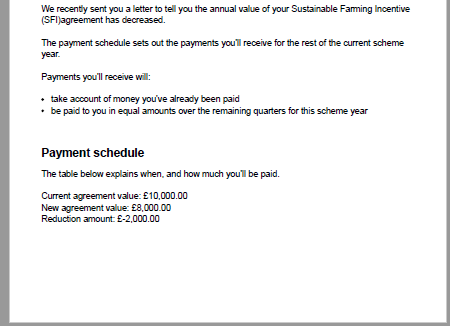 We recently sent you a letter to tell you the annual value of your Sustainable Farming Incentive
(SFI)agreement has decreased.
The payment schedule sets out the payments you'll receive for the rest of the current scheme
year.
Payments you'll receive will:
• take account of money you've already been paid
• be paid to you in equal amounts over the remaining quarters for this scheme year
Payment schedule
The table below explains when, and how much you'll be paid.
Current agreement value: £10,000.00
New agreement value: £8,000.00
Reduction amount: £-2,000.00